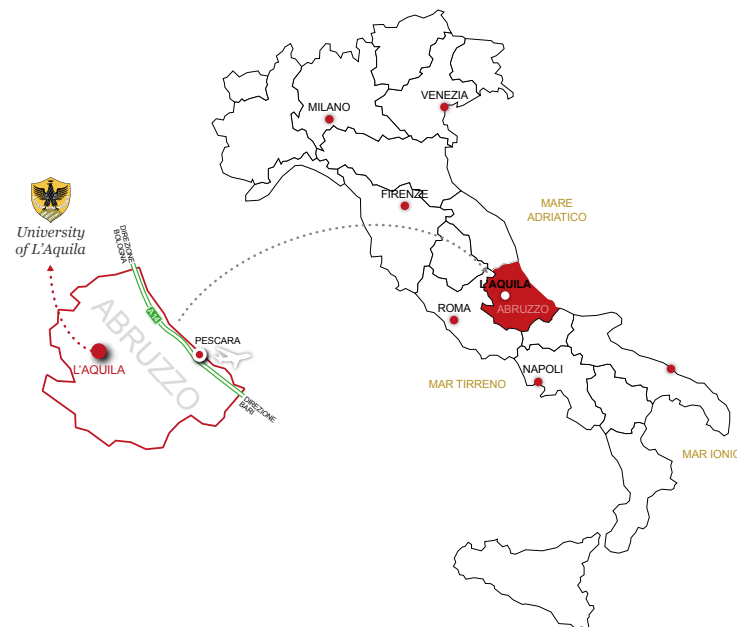 VENEZIA
MILANO
FIRENZE
MARE
ADRIATICO
University
of L'Aquila
DIREZIONE
BOLOGNA
L'AQUILA
ABRUZZO
ROMA
A14
ABRUZZO
PESCARA
L'AQUILA
NAPOLI
MAR TIRRENO
DIREZIONE
BARI
MAR IONIC